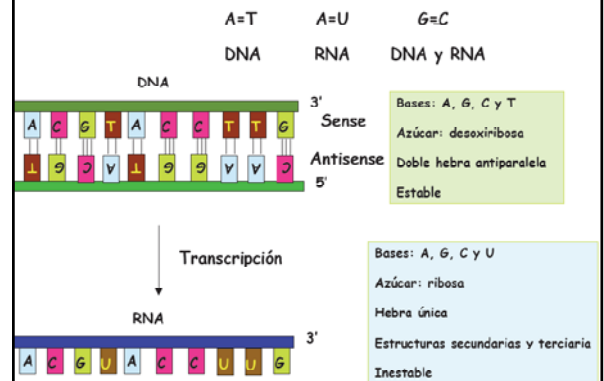 A=T A=U G≡C
DNA RNA DNA y RNA
DNA
3'
A C G T A C C T T G
Sense
T G C A T G G A A C
Antisense
5'
Bases: A, G, C y T
Azúcar: desoxiribosa
Doble hebra antiparalela
Estable
Transcripción
RNA
3'
A C G U A C C U U G
Bases: A, G, C y U
Azúcar: ribosa
Hebra única
Estructuras secundarias y terciaria
Inestable